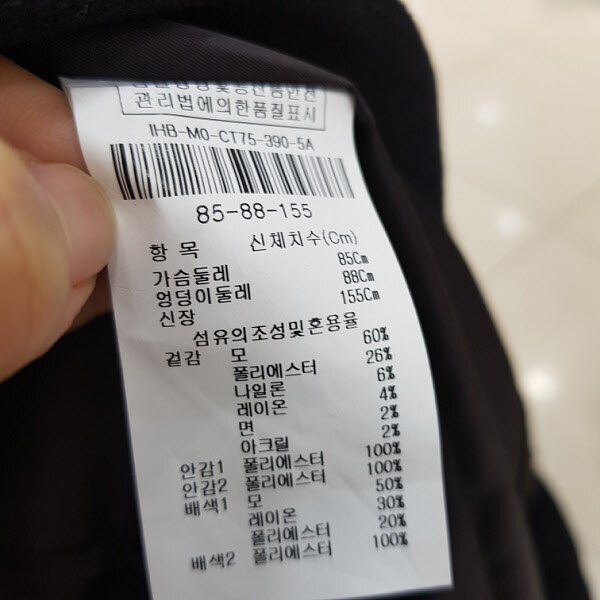 관리법에의한품질표시
IHB-M0-CT75-390-5A
85-88-155
항 목 신체치수(Cm)
가슴둘레 85Cm
엉덩이둘레 88Cm
신장 155Cm
섬유의조성및혼용율
겉감 모 60%
폴리에스터 26%
나일론 6%
레이온 4%
면 2%
아크릴 2%
안감1 폴리에스터 100%
안감2 폴리에스터 100%
배색1 모 50%
레이온 30%
폴리에스터 20%
배색2 폴리에스터 100%